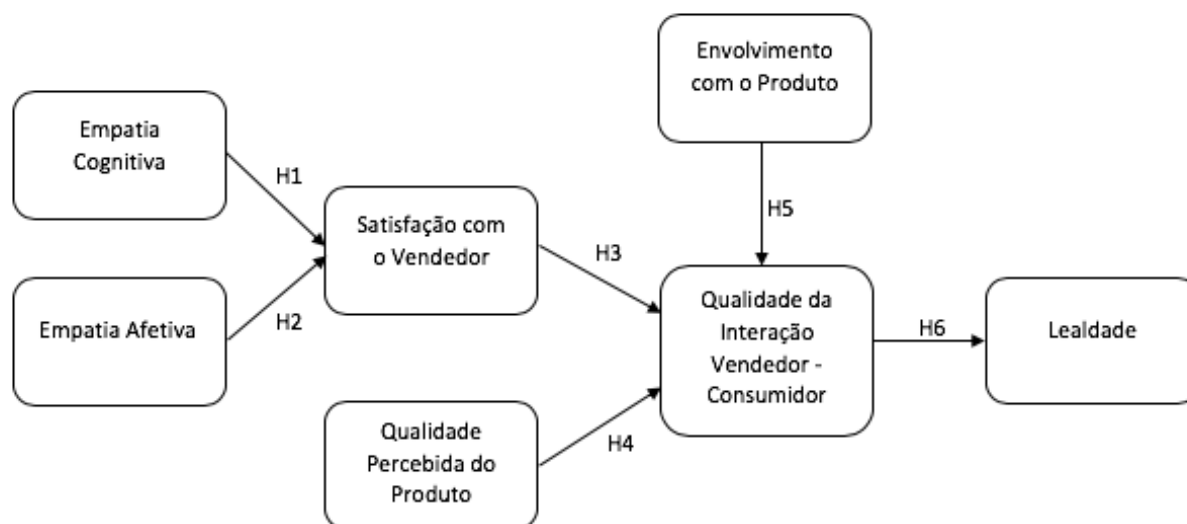 Envolvimento
com o Produto
Empatia
Cognitiva
H1
Satisfação com
o Vendedor
H5
H3
Empatia Afetiva
H2
Qualidade da
Interação
Vendedor -
Consumidor
H6
Lealdade
Qualidade
Percebida do
Produto
H4